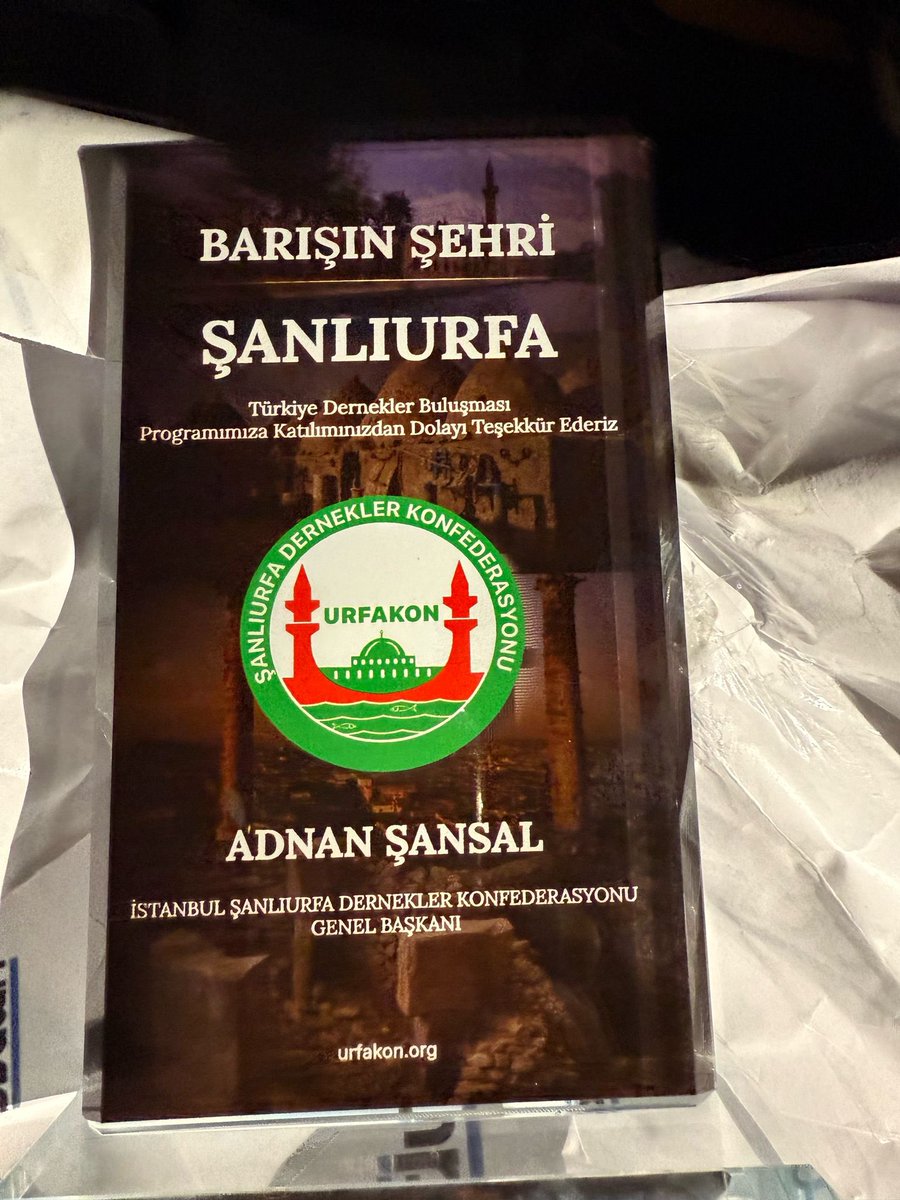 BARIŞIN ŞEHRİ
ŞANLIURFA
Türkiye Dernekler Buluşması
Programımıza Katılımınızdan Dolayı Teşekkür Ederiz
ŞANLIURFA DERNEKLER KONFEDERASYONU
URFAKON
ADNAN ŞANSAL
İSTANBUL ŞANLIURFA DERNEKLER KONFEDERASYONU
GENEL BAŞKANI
urfakon.org